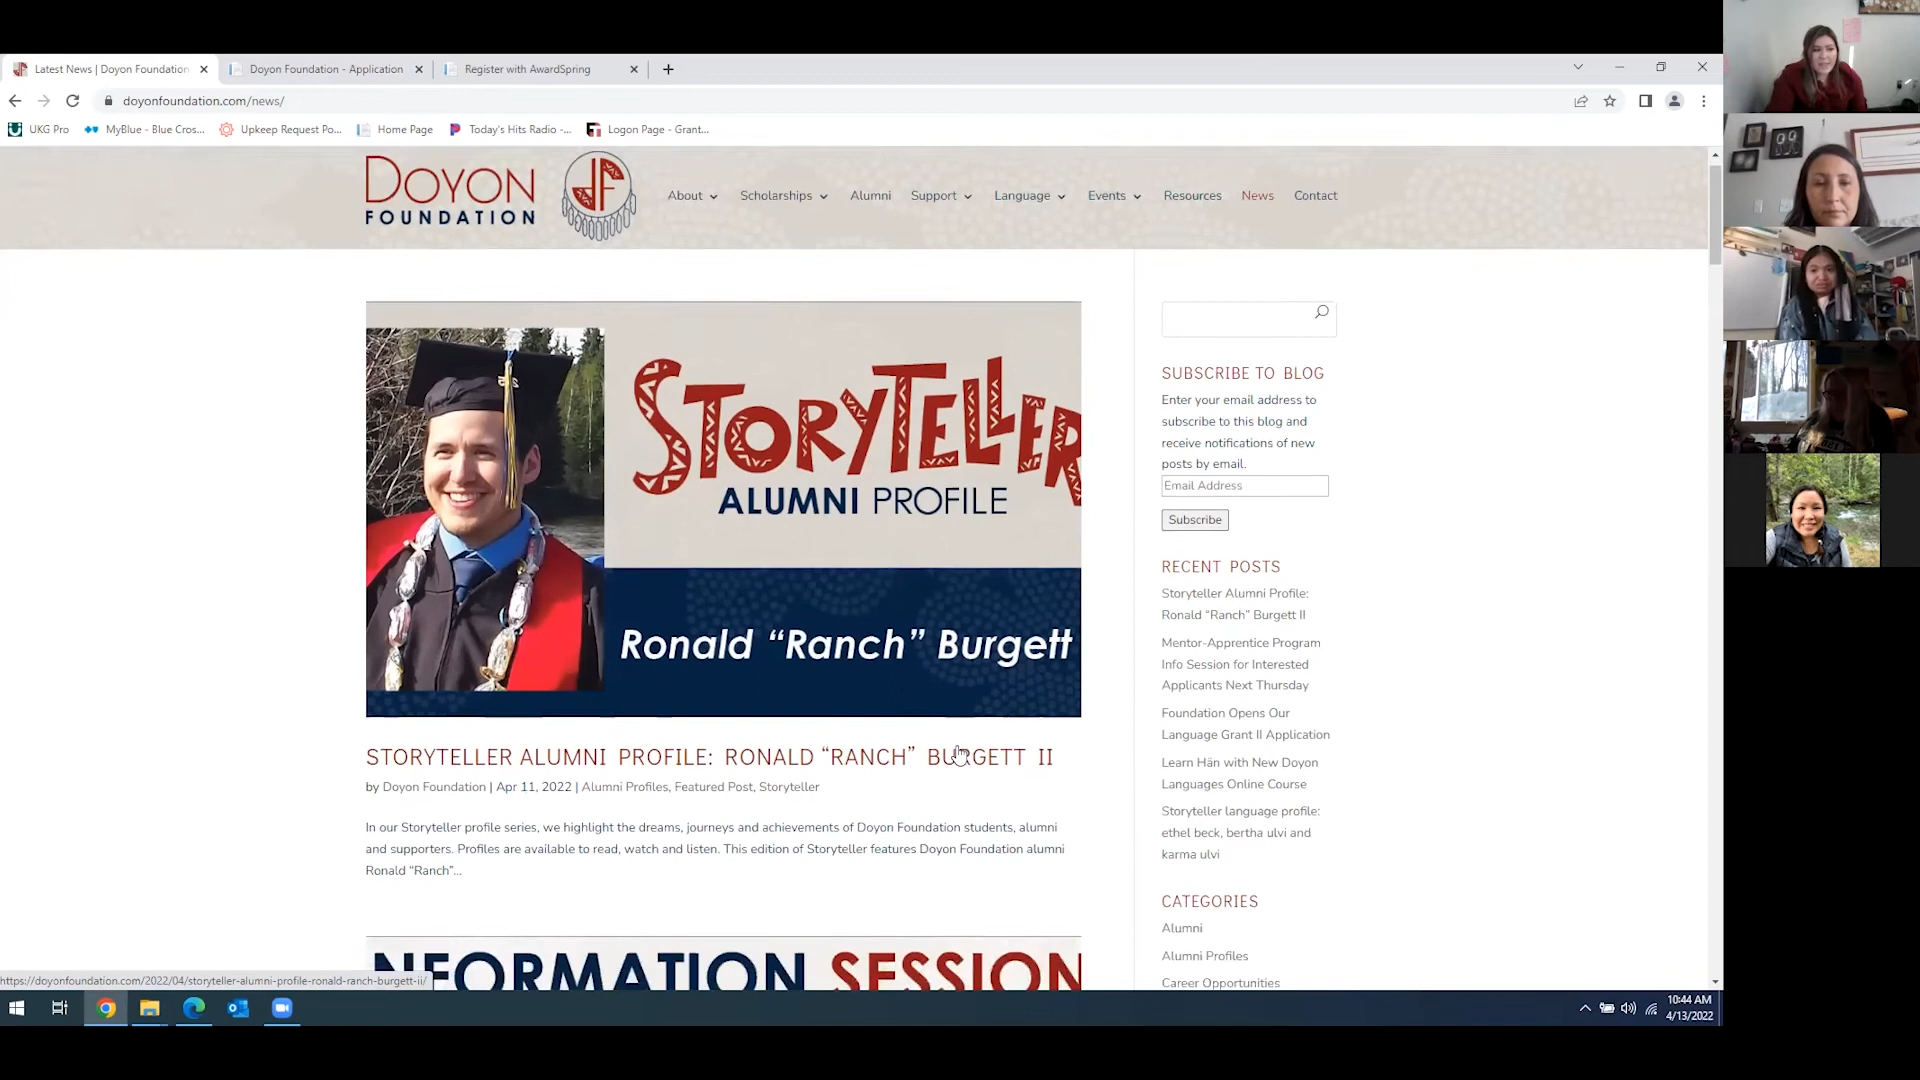 Latest News | Doyon Foundation
Doyon Foundation - Application
Register with AwardSpring
doyonfoundation.com/news/
UKG Pro
MyBlue - Blue Cros...
Upkeep Request Po...
Home Page
Today's Hits Radio -...
Logon Page - Grant...
DOYON
FOUNDATION
About
Scholarships
Alumni
Support
Language
Events
Resources
News
Contact
STORYTELLER
ALUMNI PROFILE
Ronald “Ranch” Burgett
STORYTELLER ALUMNI PROFILE: RONALD “RANCH” BURGETT II
by Doyon Foundation | Apr 11, 2022 | Alumni Profiles, Featured Post, Storyteller
In our Storyteller profile series, we highlight the dreams, journeys and achievements of Doyon Foundation students, alumni
and supporters. Profiles are available to read, watch and listen. This edition of Storyteller features Doyon Foundation alumni
Ronald “Ranch”...
INFORMATION SESSION
SUBSCRIBE TO BLOG
Enter your email address to
subscribe to this blog and
receive notifications of new
posts by email.
Email Address
Subscribe
RECENT POSTS
Storyteller Alumni Profile:
Ronald “Ranch” Burgett II
Mentor-Apprentice Program
Info Session for Interested
Applicants Next Thursday
Foundation Opens Our
Language Grant II Application
Learn Hän with New Doyon
Languages Online Course
Storyteller language profile:
ethel beck, bertha ulvi and
karma ulvi
CATEGORIES
Alumni
Alumni Profiles
Career Opportunities
https://doyonfoundation.com/2022/04/storyteller-alumni-profile-ronald-ranch-burgett-ii/
10:44 AM
4/13/2022